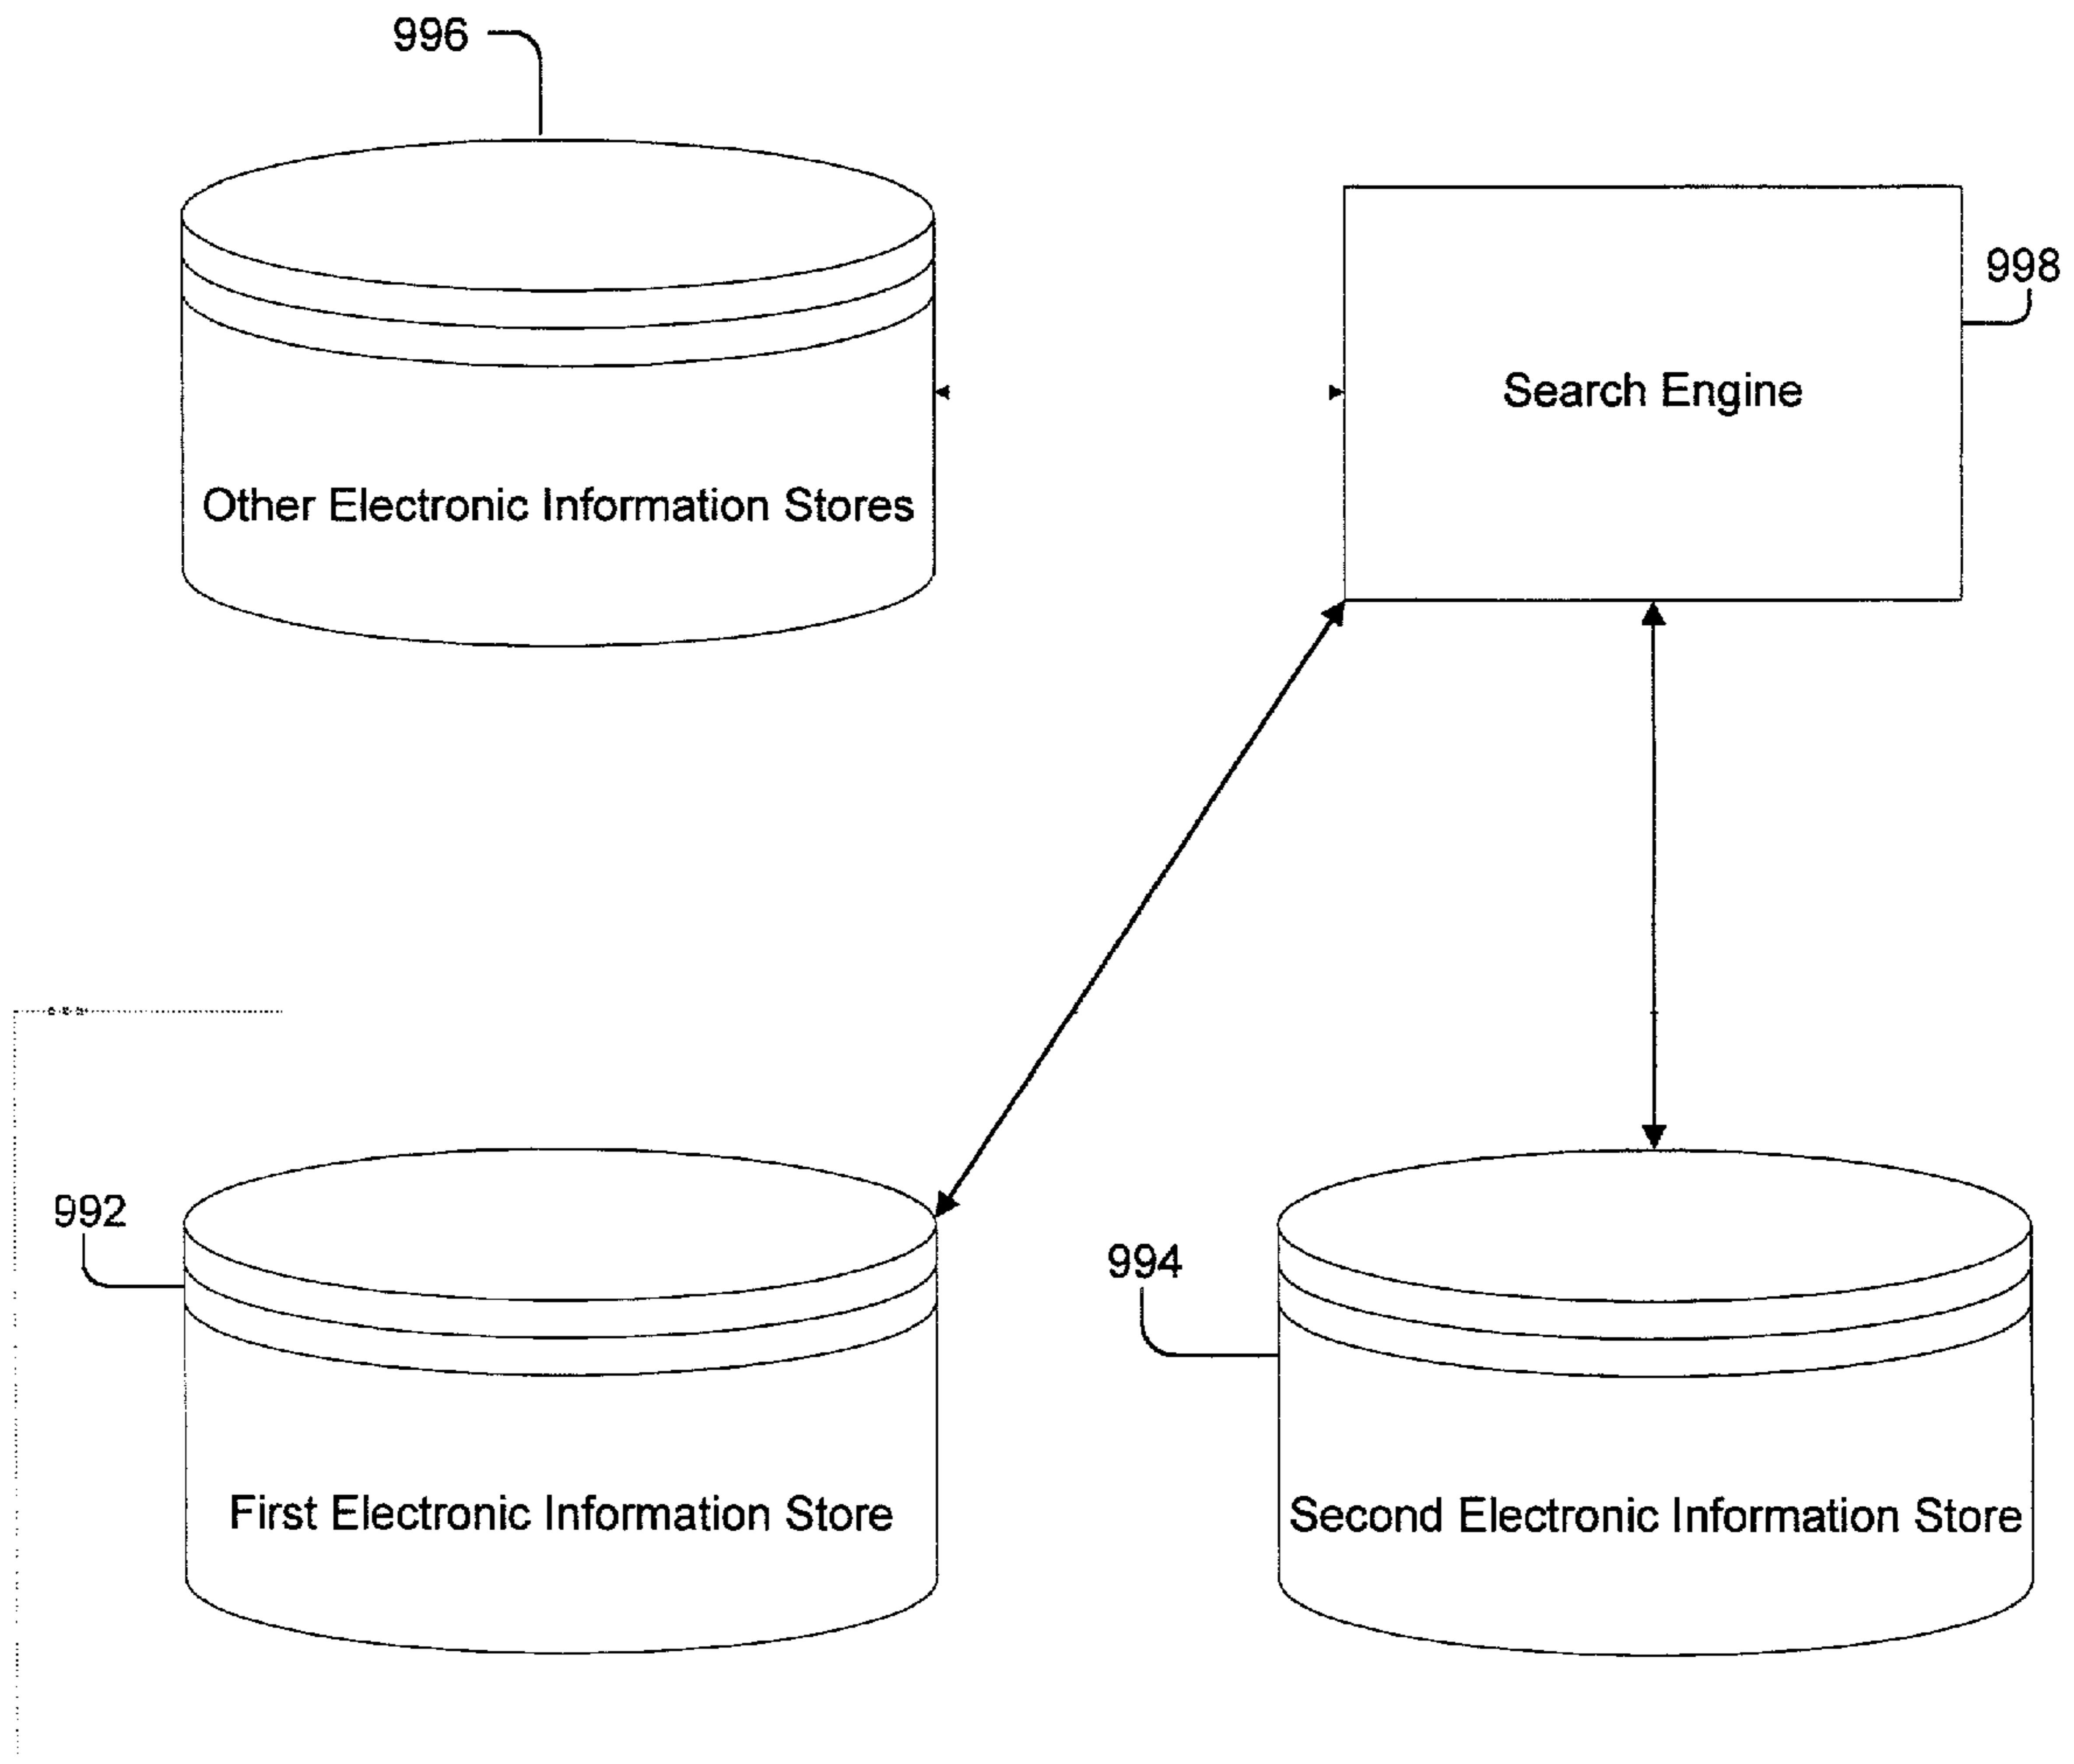 996
998
Search Engine
Other Electronic Information Stores
992
994
First Electronic Information Store
Second Electronic Information Store